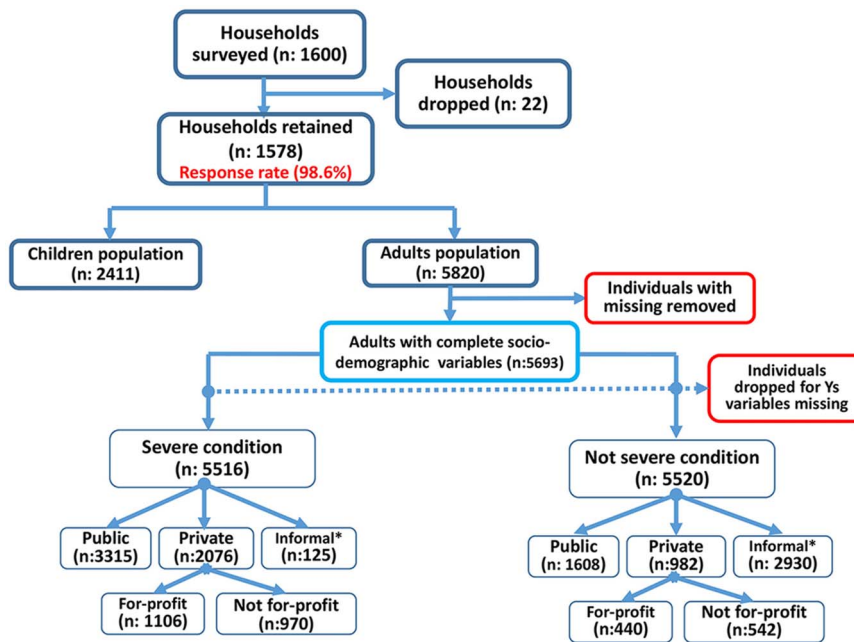 Households
surveyed (n: 1600)
Households
dropped (n: 22)
Households retained
(n: 1578)
Response rate (98.6%)
Children population
(n: 2411)
Adults population
(n: 5820)
Individuals with
missing removed
Adults with complete socio-
demographic variables (n:5693)
Individuals
dropped for Ys
variables missing
Severe condition
(n: 5516)
Not severe condition
(n: 5520)
Public
(n:3315)
Private
(n:2076)
Informal*
(n:125)
Public
(n: 1608)
Private
(n:982)
Informal*
(n: 2930)
For-profit
(n: 1106)
Not for-profit
(n:970)
For-profit
(n:440)
Not for-profit
(n:542)